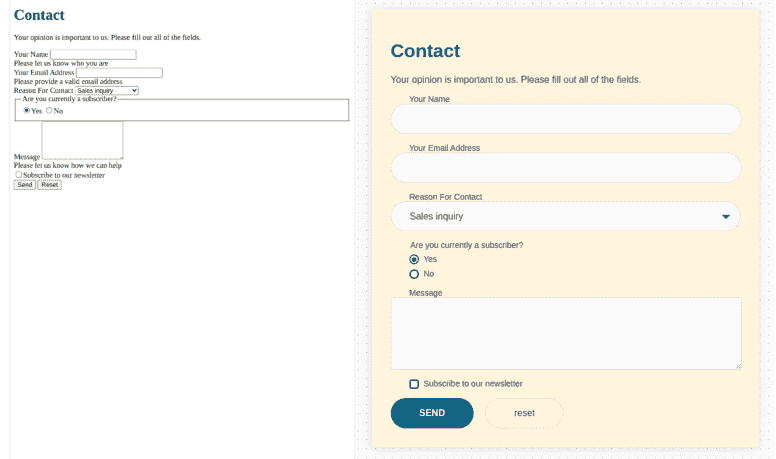 Contact
Your opinion is important to us. Please fill out all of the fields.
Your Name
Please let us know who you are
Your Email Address
Please provide a valid email address
Reason For Contact Sales inquiry
Are you currently a subscriber?
Yes No
Message
Please let us know how we can help
Subscribe to our newsletter
Send Reset
Contact
Your opinion is important to us. Please fill out all of the fields.
Your Name
Your Email Address
Reason For Contact
Sales inquiry
Are you currently a subscriber?
Yes
No
Message
Subscribe to our newsletter
SEND reset